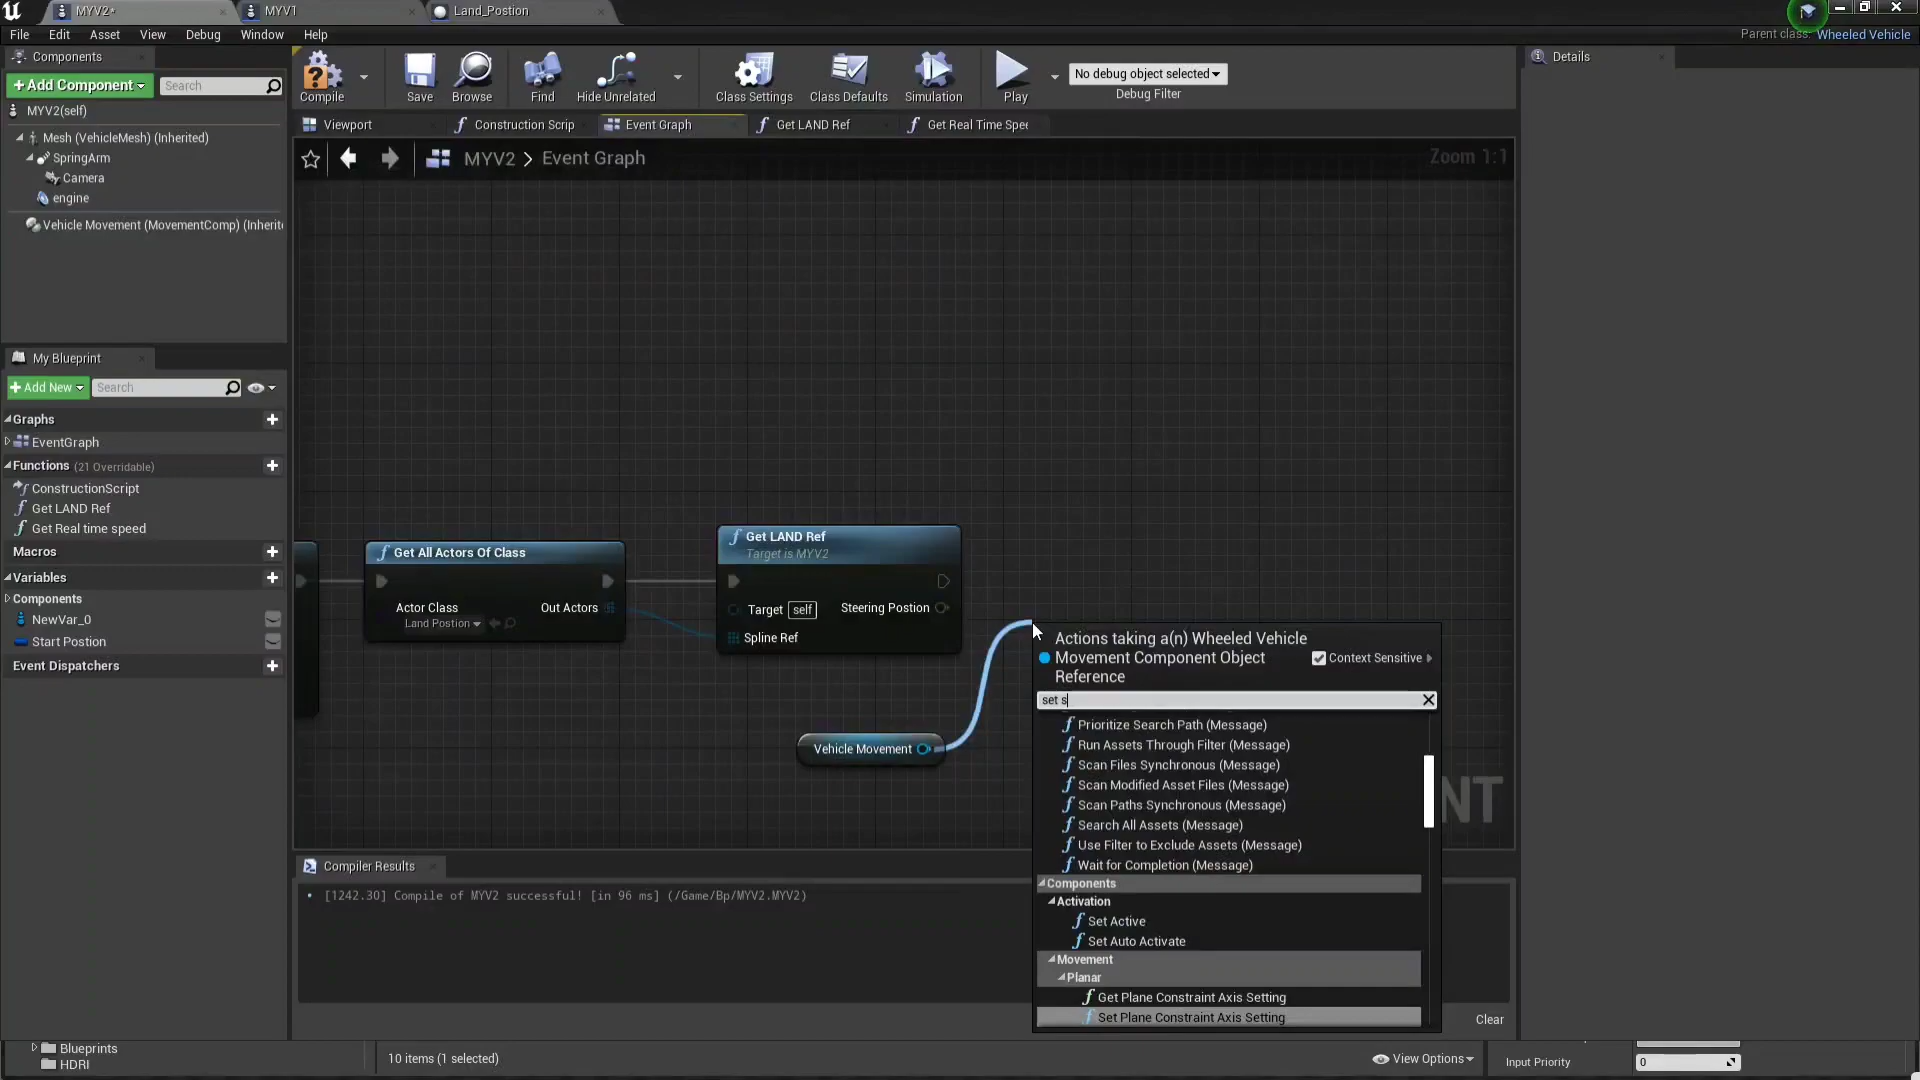 MYV2*
MYV1
Land_Postion
File
Edit
Asset
View
Debug
Window
Help
Parent class: Wheeled Vehicle
Components
+Add Component
Search
MYV2(self)
Mesh (VehicleMesh) (Inherited)
SpringArm
Camera
engine
Vehicle Movement (MovementComp) (Inherit
Compile
Save
Browse
Find
Hide Unrelated
Class Settings
Class Defaults
Simulation
Play
No debug object selected
Debug Filter
Details
Viewport
Construction Scrip
Event Graph
Get LAND Ref
Get Real Time Spee
MYV2 > Event Graph
Zoom 1:1
My Blueprint
+Add New
Search
Graphs
EventGraph
Functions (21 Overridable)
ConstructionScript
Get LAND Ref
Get Real time speed
Macros
Variables
Components
NewVar_0
Start Postion
Event Dispatchers
Get All Actors Of Class
Actor Class
Land Postion
Out Actors
Get LAND Ref
Target is MYV2
Target self
Steering Postion
Spline Ref
Vehicle Movement
Actions taking a(n) Wheeled Vehicle
Movement Component Object
Reference
Context Sensitive
set s
Prioritize Search Path (Message)
Run Assets Through Filter (Message)
Scan Files Synchronous (Message)
Scan Modified Asset Files (Message)
Scan Paths Synchronous (Message)
Search All Assets (Message)
Use Filter to Exclude Assets (Message)
Wait for Completion (Message)
Components
Activation
Set Active
Set Auto Activate
Movement
Planar
Get Plane Constraint Axis Setting
Set Plane Constraint Axis Setting
NT
Compiler Results
[1242.30] Compile of MYV2 successful! [in 96 ms] (/Game/Bp/MYV2.MYV2)
Clear
Blueprints
HDRI
10 items (1 selected)
View Options
Input Priority
0